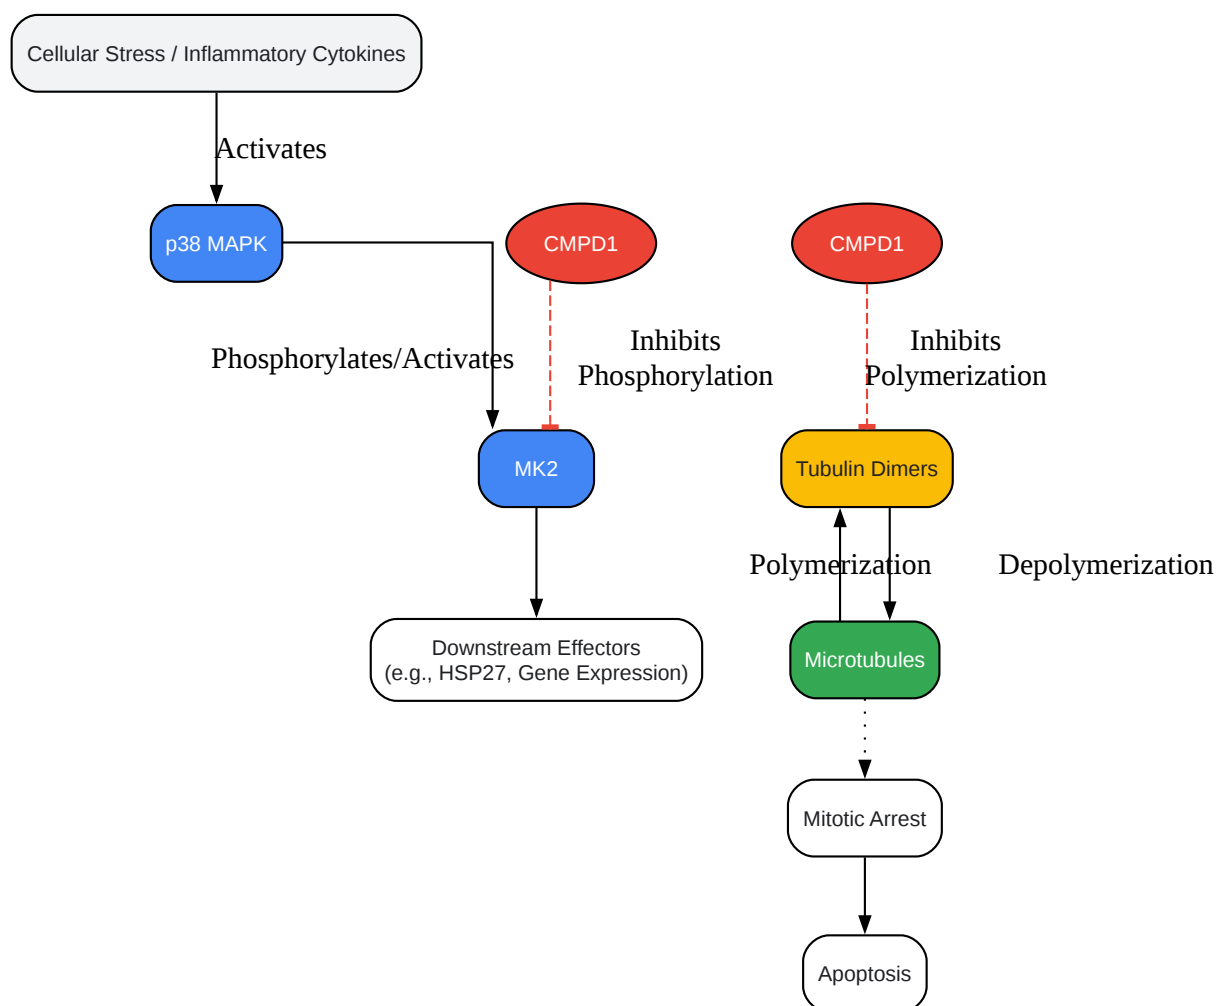 Cellular Stress / Inflammatory Cytokines
Activates
p38 MAPK
CMPD1
CMPD1
Phosphorylates/Activates
Inhibits
Phosphorylation
Inhibits
Polymerization
MK2
Tubulin Dimers
Polymerization
Depolymerization
Downstream Effectors
(e.g., HSP27, Gene Expression)
Microtubules
Mitotic Arrest
Apoptosis